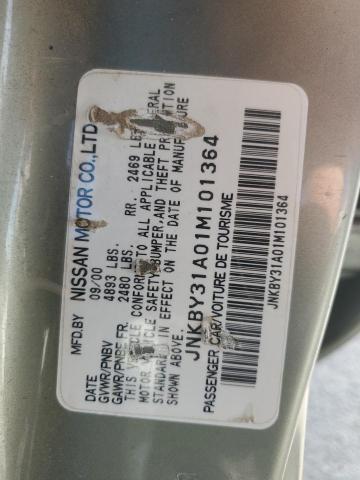 MFD.BY NISSAN MOTOR CO.,LTD
DATE 09/00
GVWR/PNBV 4893 LBS.
GAWR/PNBE FR. 2480 LBS. RR. 2469 LBS
THIS VEHICLE CONFORMS TO ALL APPLICABLE FEDERAL
MOTOR VEHICLE SAFETY, BUMPER, AND THEFT PREVENTION
STANDARDS IN EFFECT ON THE DATE OF MANUFACTURE
SHOWN ABOVE.
JNKBY31A01M101364
PASSENGER CAR/VOITURE DE TOURISME
JNKBY31A01M101364